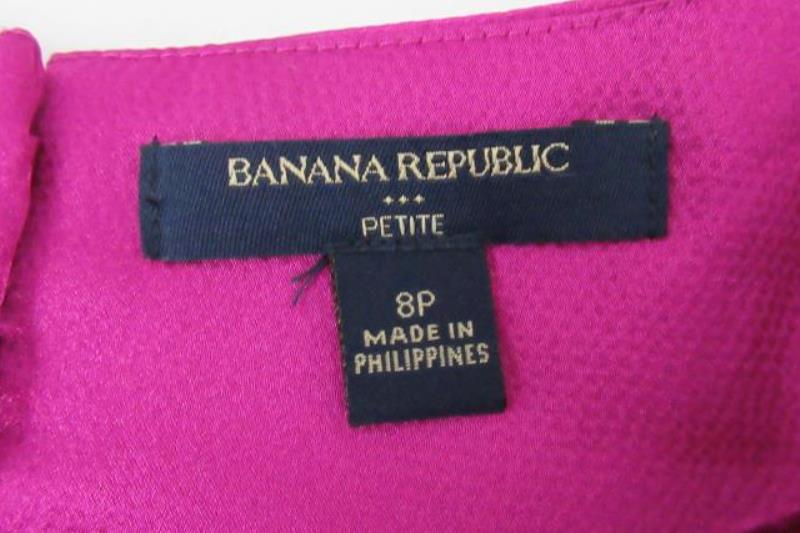 BANANA REPUBLIC
PETITE
8P
MADE IN
PHILIPPINES